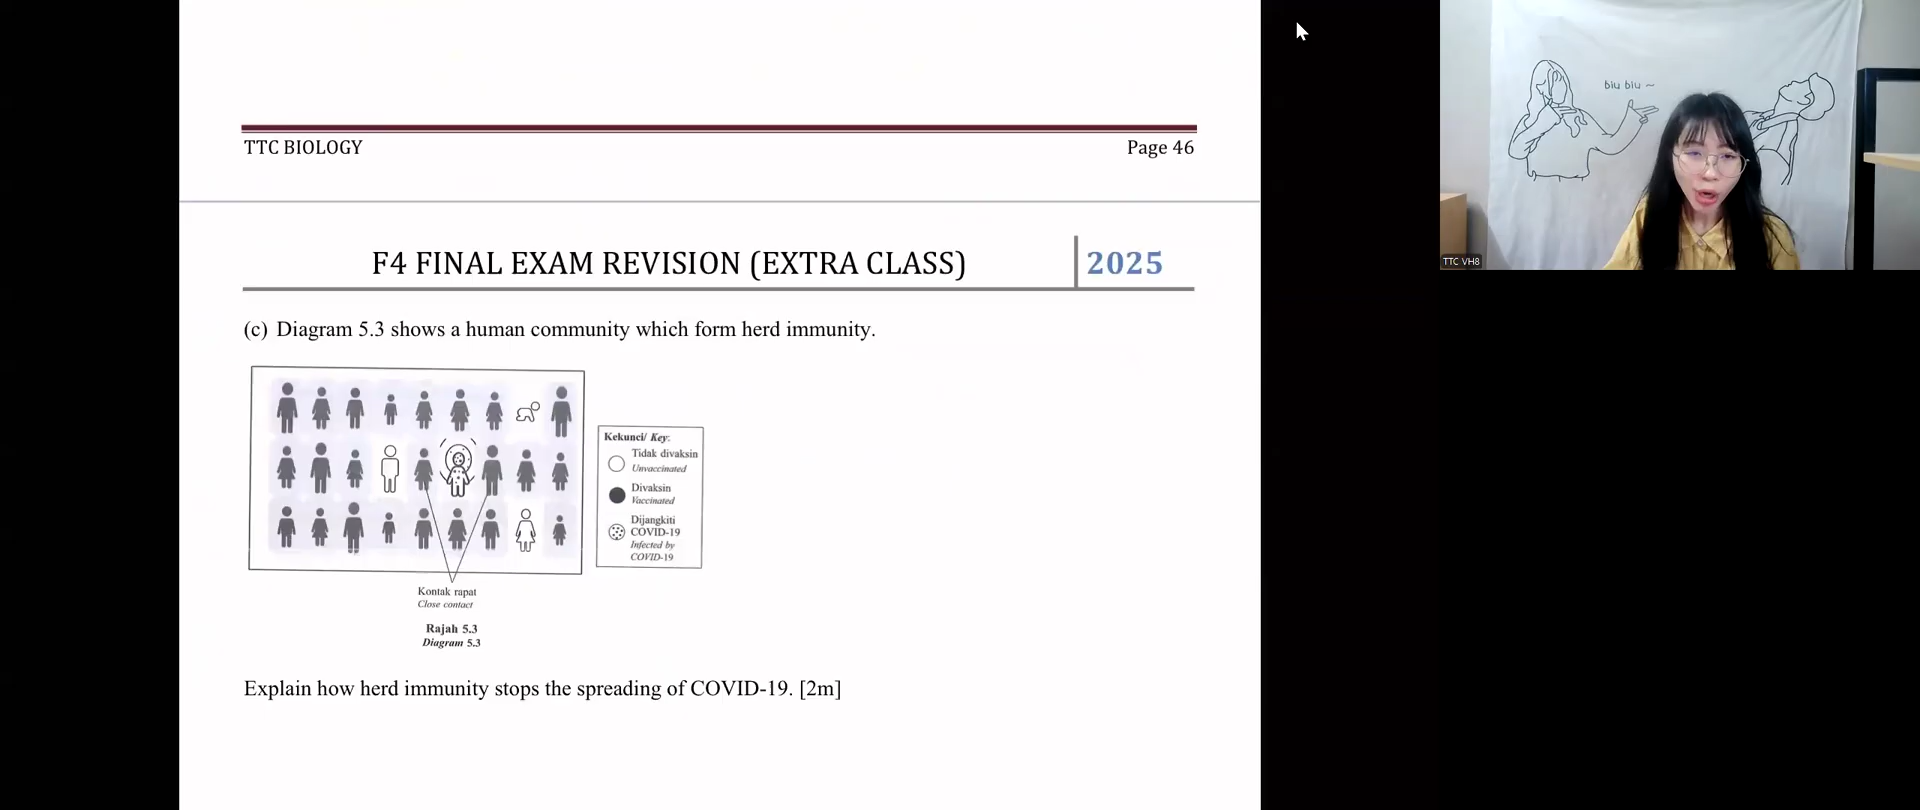 TTC BIOLOGY
Page 46
F4 FINAL EXAM REVISION (EXTRA CLASS)
2025
(c) Diagram 5.3 shows a human community which form herd immunity.
Kekunci/ Key:
Tidak divaksin
Unvaccinated
Divaksin
Vaccinated
Dijangkiti
COVID-19
Infected by
COVID-19
Kontak rapat
Close contact
Rajah 5.3
Diagram 5.3
Explain how herd immunity stops the spreading of COVID-19. [2m]
biu biu ~
TTC VH8